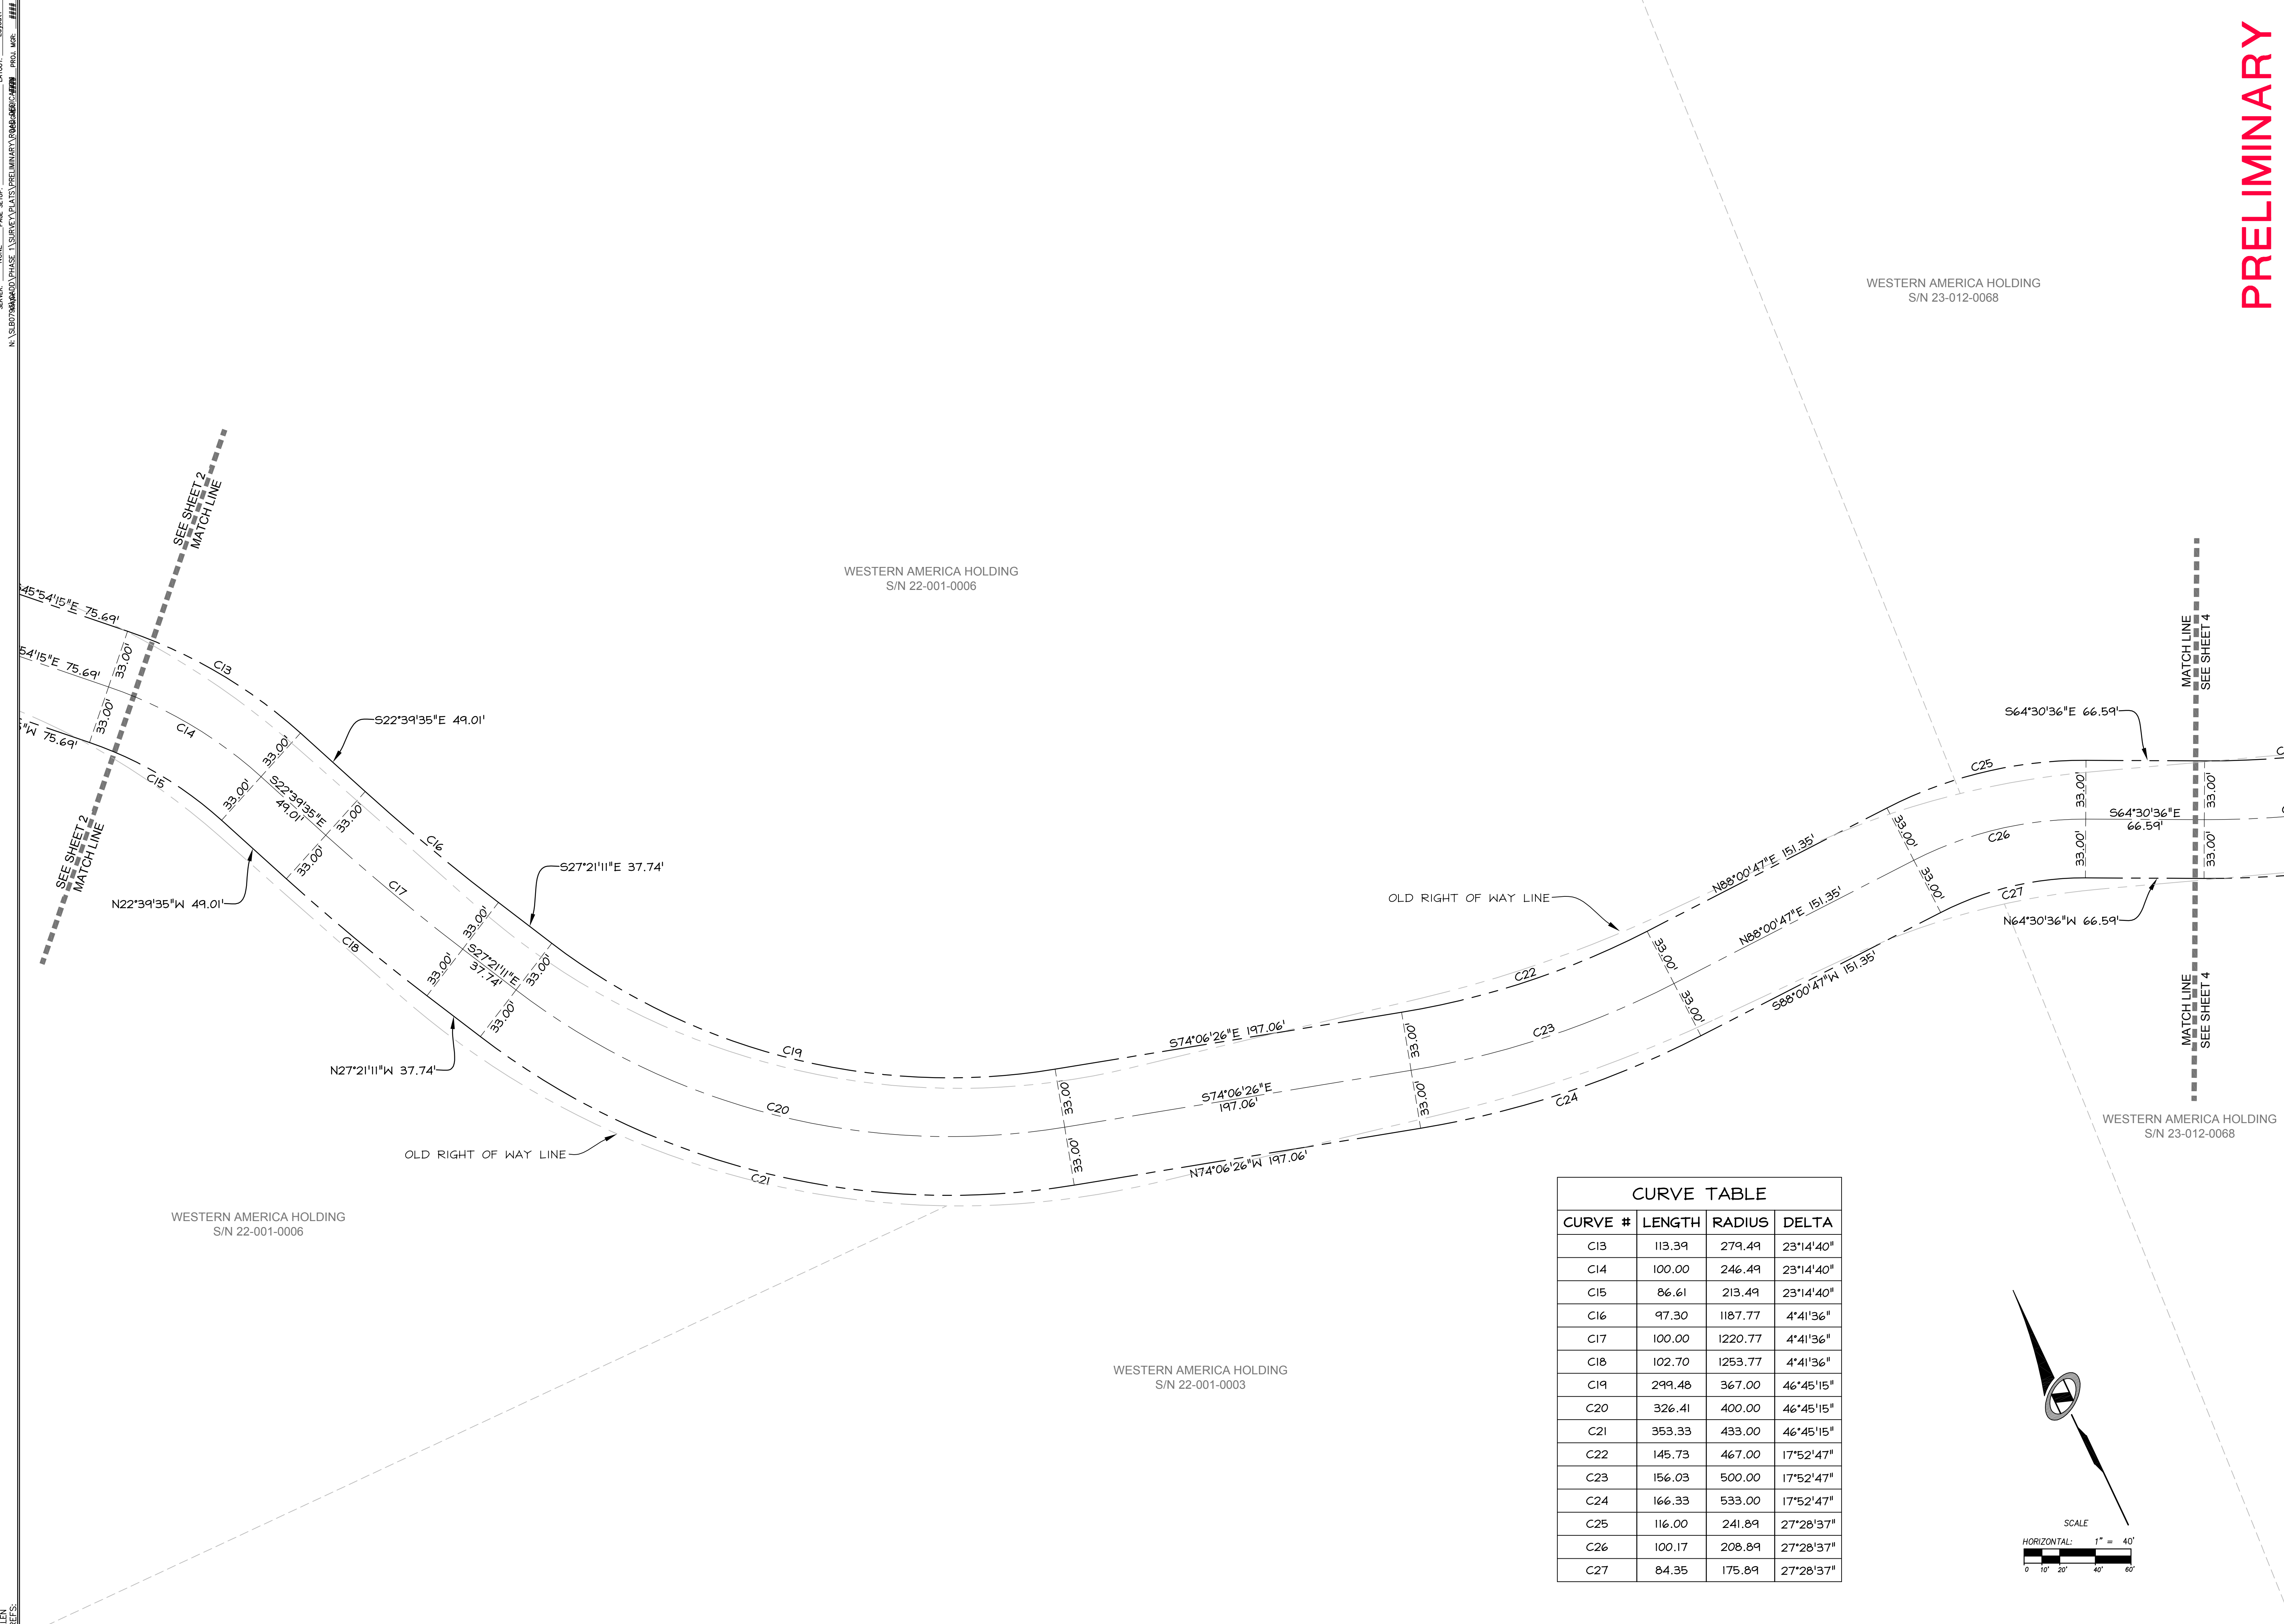 PRELIMINARY
PROJ. MGR: ####
N:\SLB0793\
WESTERN AMERICA HOLDING
S/N 23-012-0068
SEE SHEET 2
MATCH LINE
WESTERN AMERICA HOLDING
S/N 22-001-0006
45°54'15"E 75.69'
33.00'
C13
54'15"E 75.69'
33.00'
C14
"W 75.69'
C15
S22°39'35"E 49.01'
33.00'
33.00'
S22°39'35"E
49.01'
33.00'
33.00'
SEE SHEET 2
MATCH LINE
N22°39'35"W 49.01'
C16
C17
C18
S27°21'11"E 37.74'
33.00'
33.00'
S27°21'11"E
37.74'
33.00'
33.00'
N27°21'11"W 37.74'
C19
C20
C21
OLD RIGHT OF WAY LINE
33.00'
33.00'
S74°06'26"E 197.06'
S74°06'26"E
197.06'
N74°06'26"W 197.06'
33.00'
33.00'
C22
C23
C24
OLD RIGHT OF WAY LINE
33.00'
33.00'
N88°00'47"E 151.35'
N88°00'47"E 151.35'
S88°00'47"W 151.35'
33.00'
33.00'
C25
C26
C27
S64°30'36"E 66.59'
33.00'
33.00'
S64°30'36"E
66.59'
33.00'
33.00'
N64°30'36"W 66.59'
MATCH LINE
SEE SHEET 4
MATCH LINE
SEE SHEET 4
WESTERN AMERICA HOLDING
S/N 23-012-0068
WESTERN AMERICA HOLDING
S/N 22-001-0006
WESTERN AMERICA HOLDING
S/N 22-001-0003
CURVE TABLE
CURVE # LENGTH RADIUS DELTA
C13 113.39 279.49 23°14'40"
C14 100.00 246.49 23°14'40"
C15 86.61 213.49 23°14'40"
C16 97.30 1187.77 4°41'36"
C17 100.00 1220.77 4°41'36"
C18 102.70 1253.77 4°41'36"
C19 299.48 367.00 46°45'15"
C20 326.41 400.00 46°45'15"
C21 353.33 433.00 46°45'15"
C22 145.73 467.00 17°52'47"
C23 156.03 500.00 17°52'47"
C24 166.33 533.00 17°52'47"
C25 116.00 241.89 27°28'37"
C26 100.17 208.89 27°28'37"
C27 84.35 175.89 27°28'37"
SCALE
HORIZONTAL: 1" = 40'
0 10' 20' 40' 60'